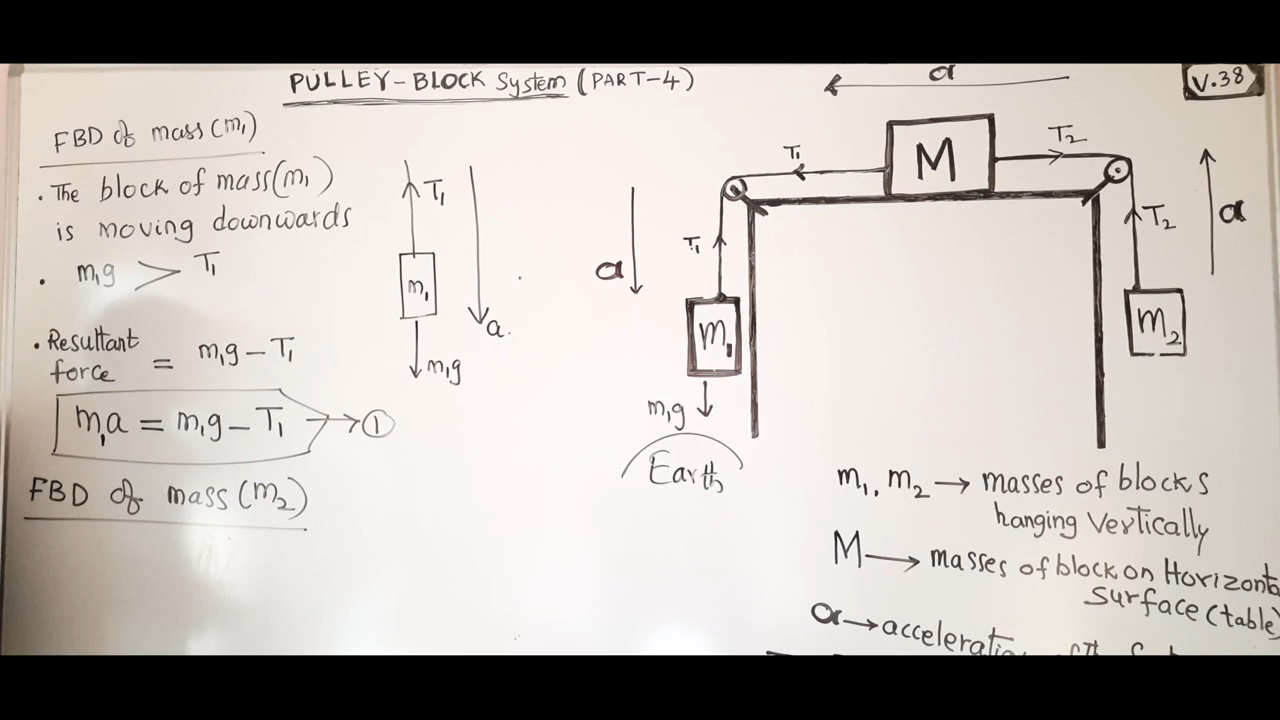 PULLEY-BLOCK System (PART-4)
V.38
FBD of mass (m₁)
. The block of mass (m₁)
is moving downwards
. m₁g > T₁
. Resultant
force = m₁g - T₁
m₁a = m₁g - T₁ → ①
FBD of mass (m₂)
T₁
m₁
a.
m₁g
a
T₁
M
T₂
a
T₁
m₁
m₁g
Earth
T₂
m₂
a
m₁, m₂ → masses of blocks
hanging vertically
M → masses of block on Horizonta
surface (table)
a → acceleratio